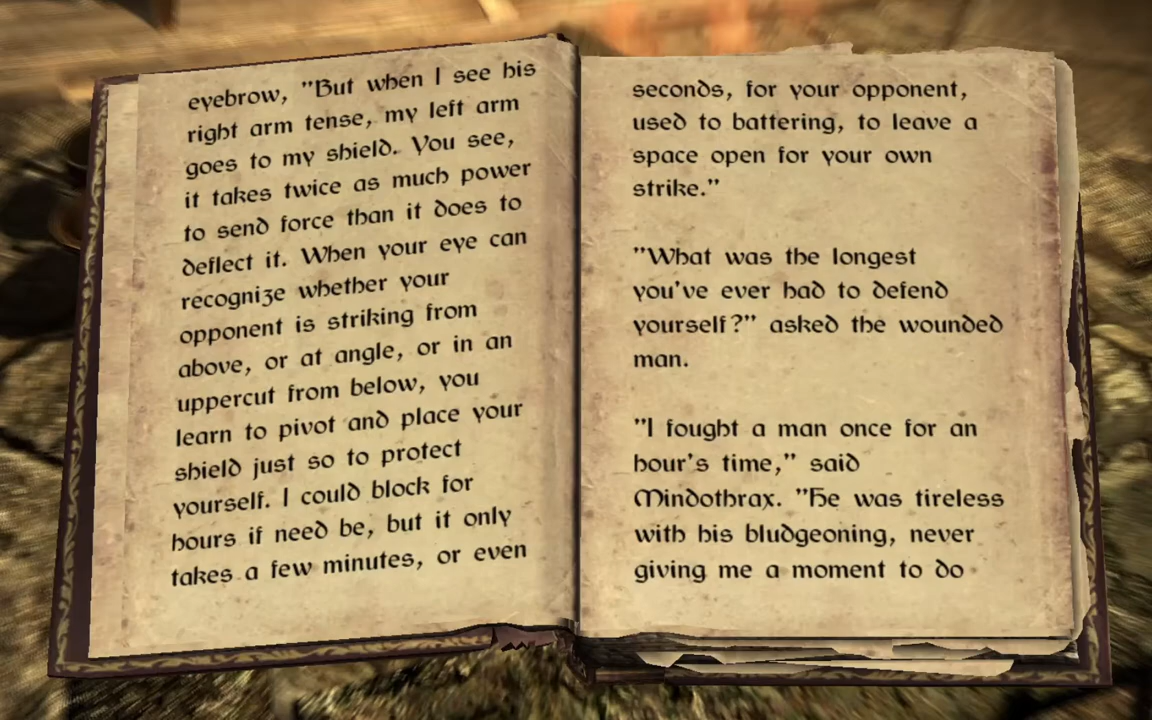 eyebrow, "But when I see his
right arm tense, my left arm
goes to my shield. You see,
it takes twice as much power
to send force than it does to
deflect it. When your eye can
recognize whether your
opponent is striking from
above, or at angle, or in an
uppercut from below, you
learn to pivot and place your
shield just so to protect
yourself. I could block for
hours if need be, but it only
takes a few minutes, or even
seconds, for your opponent,
used to battering, to leave a
space open for your own
strike."
"What was the longest
you've ever had to defend
yourself?" asked the wounded
man.
"I fought a man once for an
hour's time," said
Mindothrax. "He was tireless
with his bludgeoning, never
giving me a moment to do